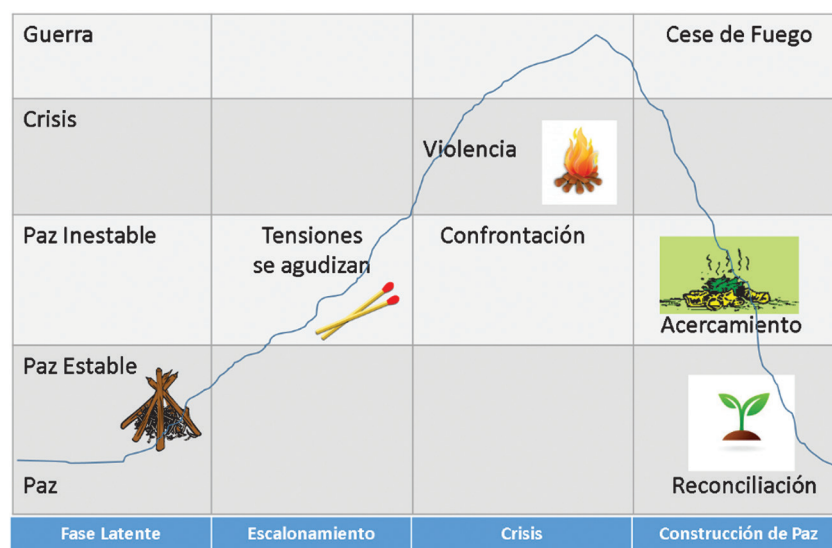 Guerra
Cese de Fuego
Crisis
Violencia
Paz Inestable
Tensiones
se agudizan
Confrontación
Acercamiento
Paz Estable
Paz
Reconciliación
Fase Latente
Escalonamiento
Crisis
Construcción de Paz